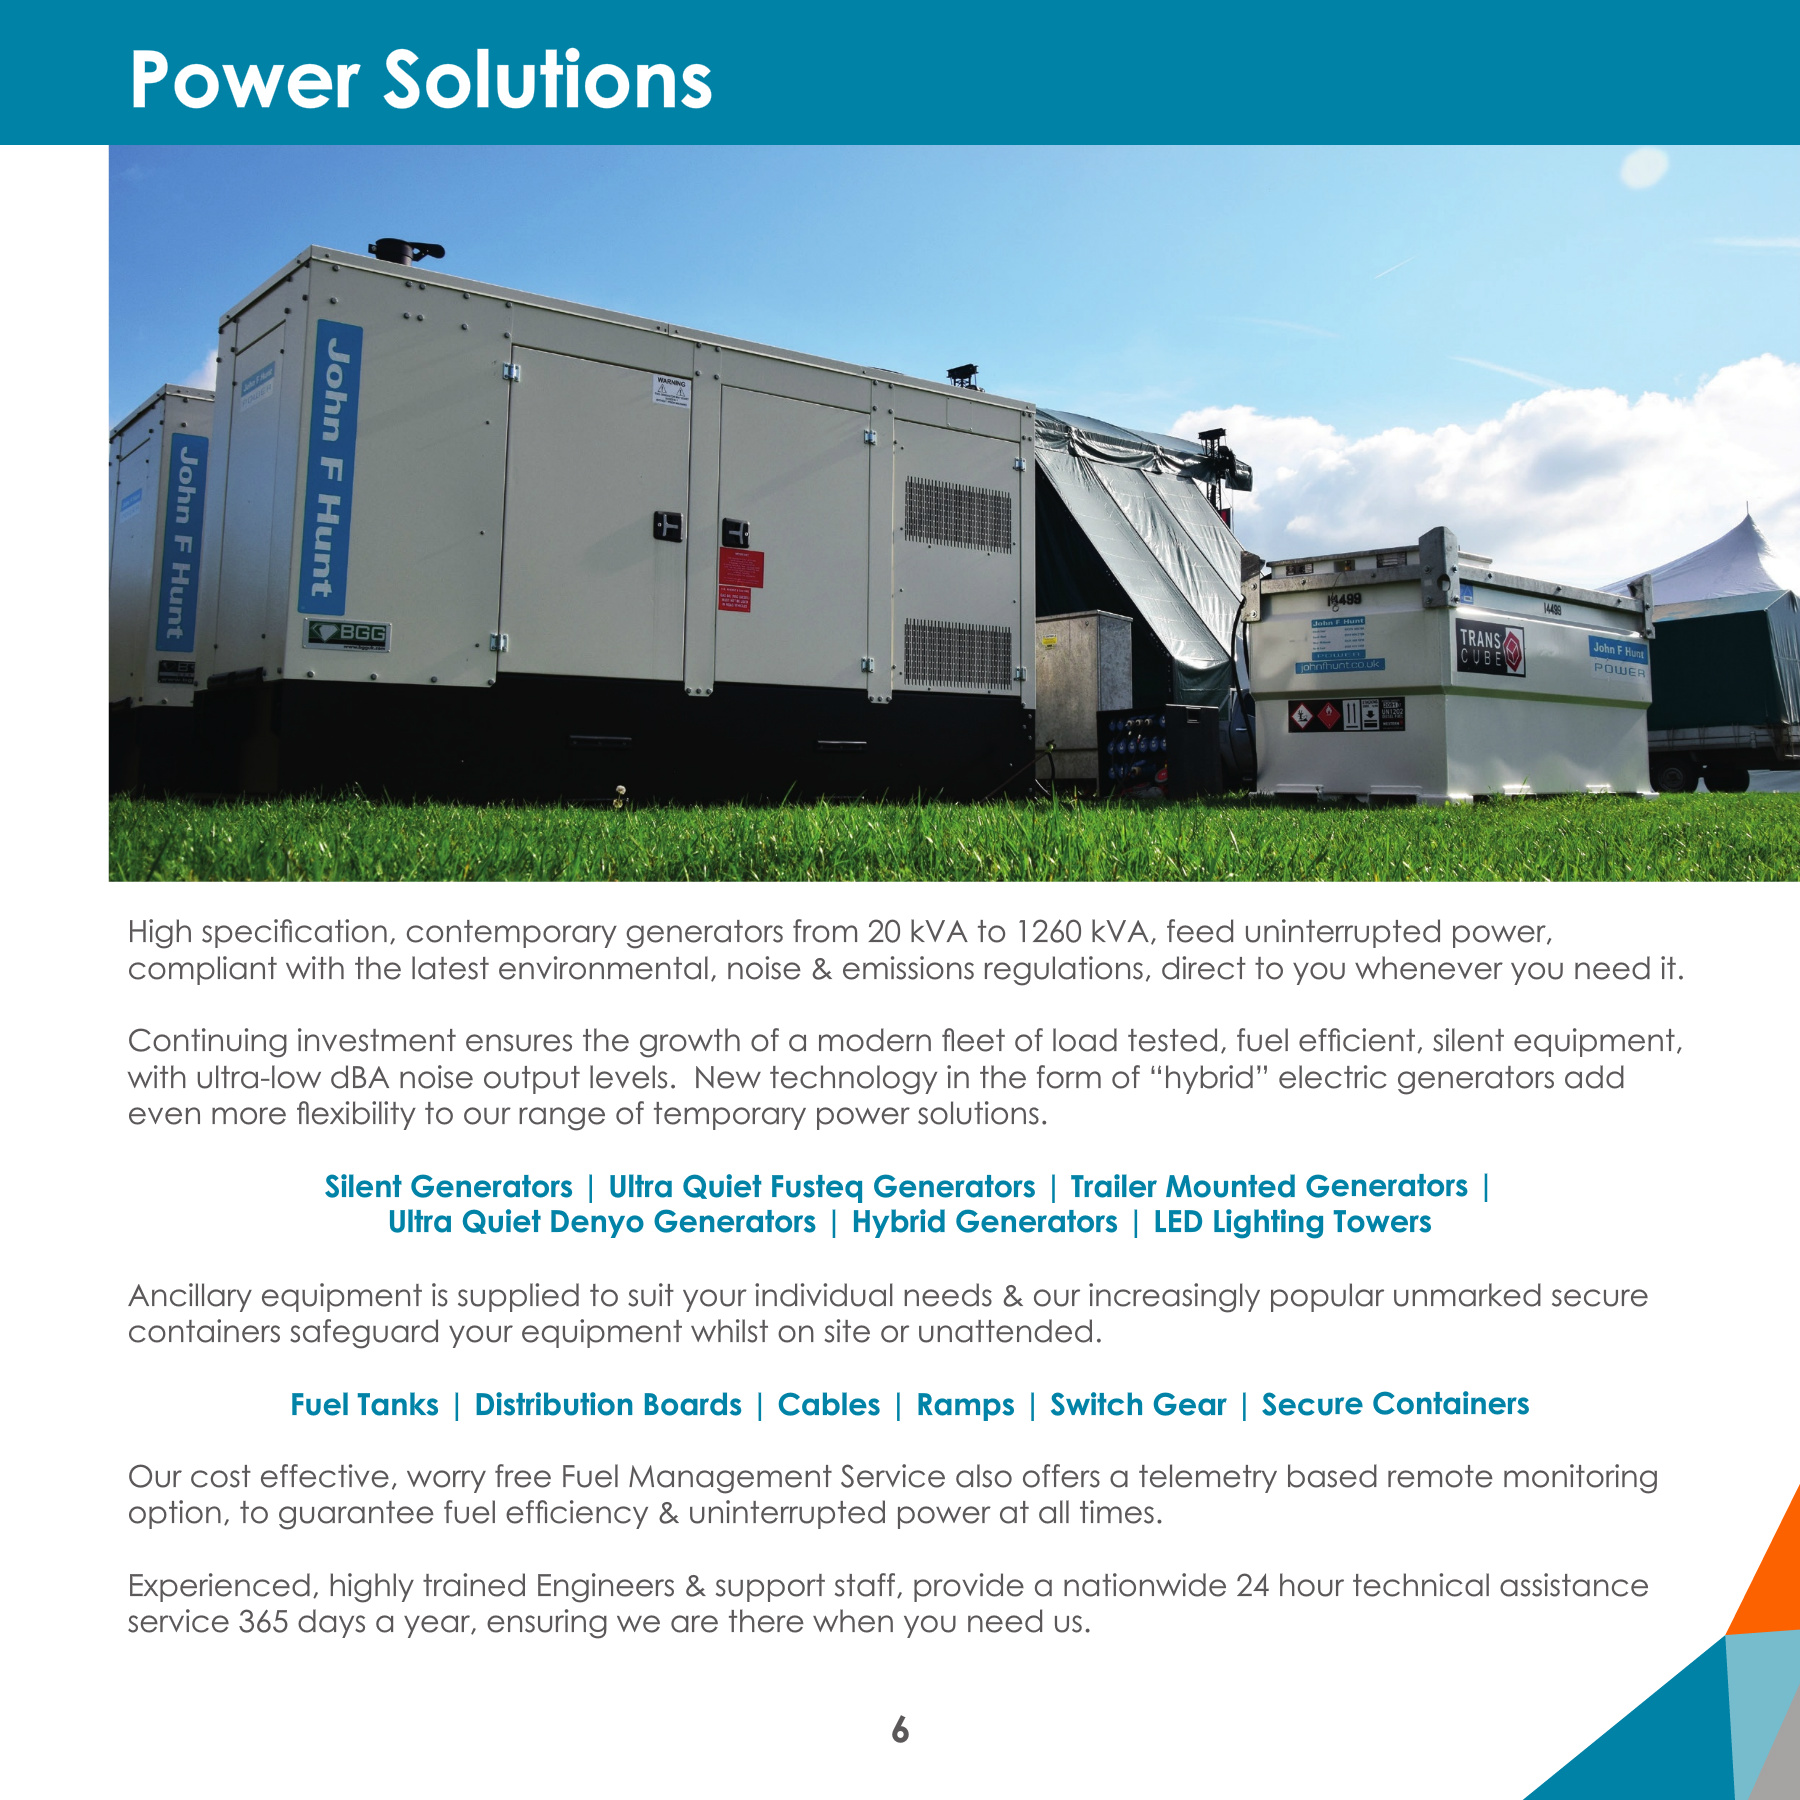 Power Solutions
John F Hunt
John F Hunt
WARNING
BGG
14499
14499
John F Hunt
POWER
johnfhunt.co.uk
TRANS
CUBE
John F Hunt
POWER
High specification, contemporary generators from 20 kVA to 1260 kVA, feed uninterrupted power,
compliant with the latest environmental, noise & emissions regulations, direct to you whenever you need it.
Continuing investment ensures the growth of a modern fleet of load tested, fuel efficient, silent equipment,
with ultra-low dBA noise output levels.  New technology in the form of “hybrid” electric generators add
even more flexibility to our range of temporary power solutions.
Silent Generators | Ultra Quiet Fusteq Generators | Trailer Mounted Generators |
Ultra Quiet Denyo Generators | Hybrid Generators | LED Lighting Towers
Ancillary equipment is supplied to suit your individual needs & our increasingly popular unmarked secure
containers safeguard your equipment whilst on site or unattended.
Fuel Tanks | Distribution Boards | Cables | Ramps | Switch Gear | Secure Containers
Our cost effective, worry free Fuel Management Service also offers a telemetry based remote monitoring
option, to guarantee fuel efficiency & uninterrupted power at all times.
Experienced, highly trained Engineers & support staff, provide a nationwide 24 hour technical assistance
service 365 days a year, ensuring we are there when you need us.
6